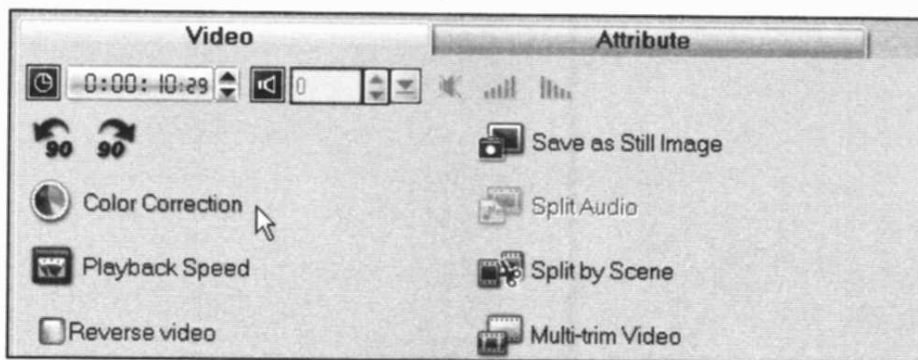 Video Attribute
0:00:10:29 0
90 90 Save as Still Image
Color Correction Split Audio
Playback Speed Split by Scene
Reverse video Multi-trim Video